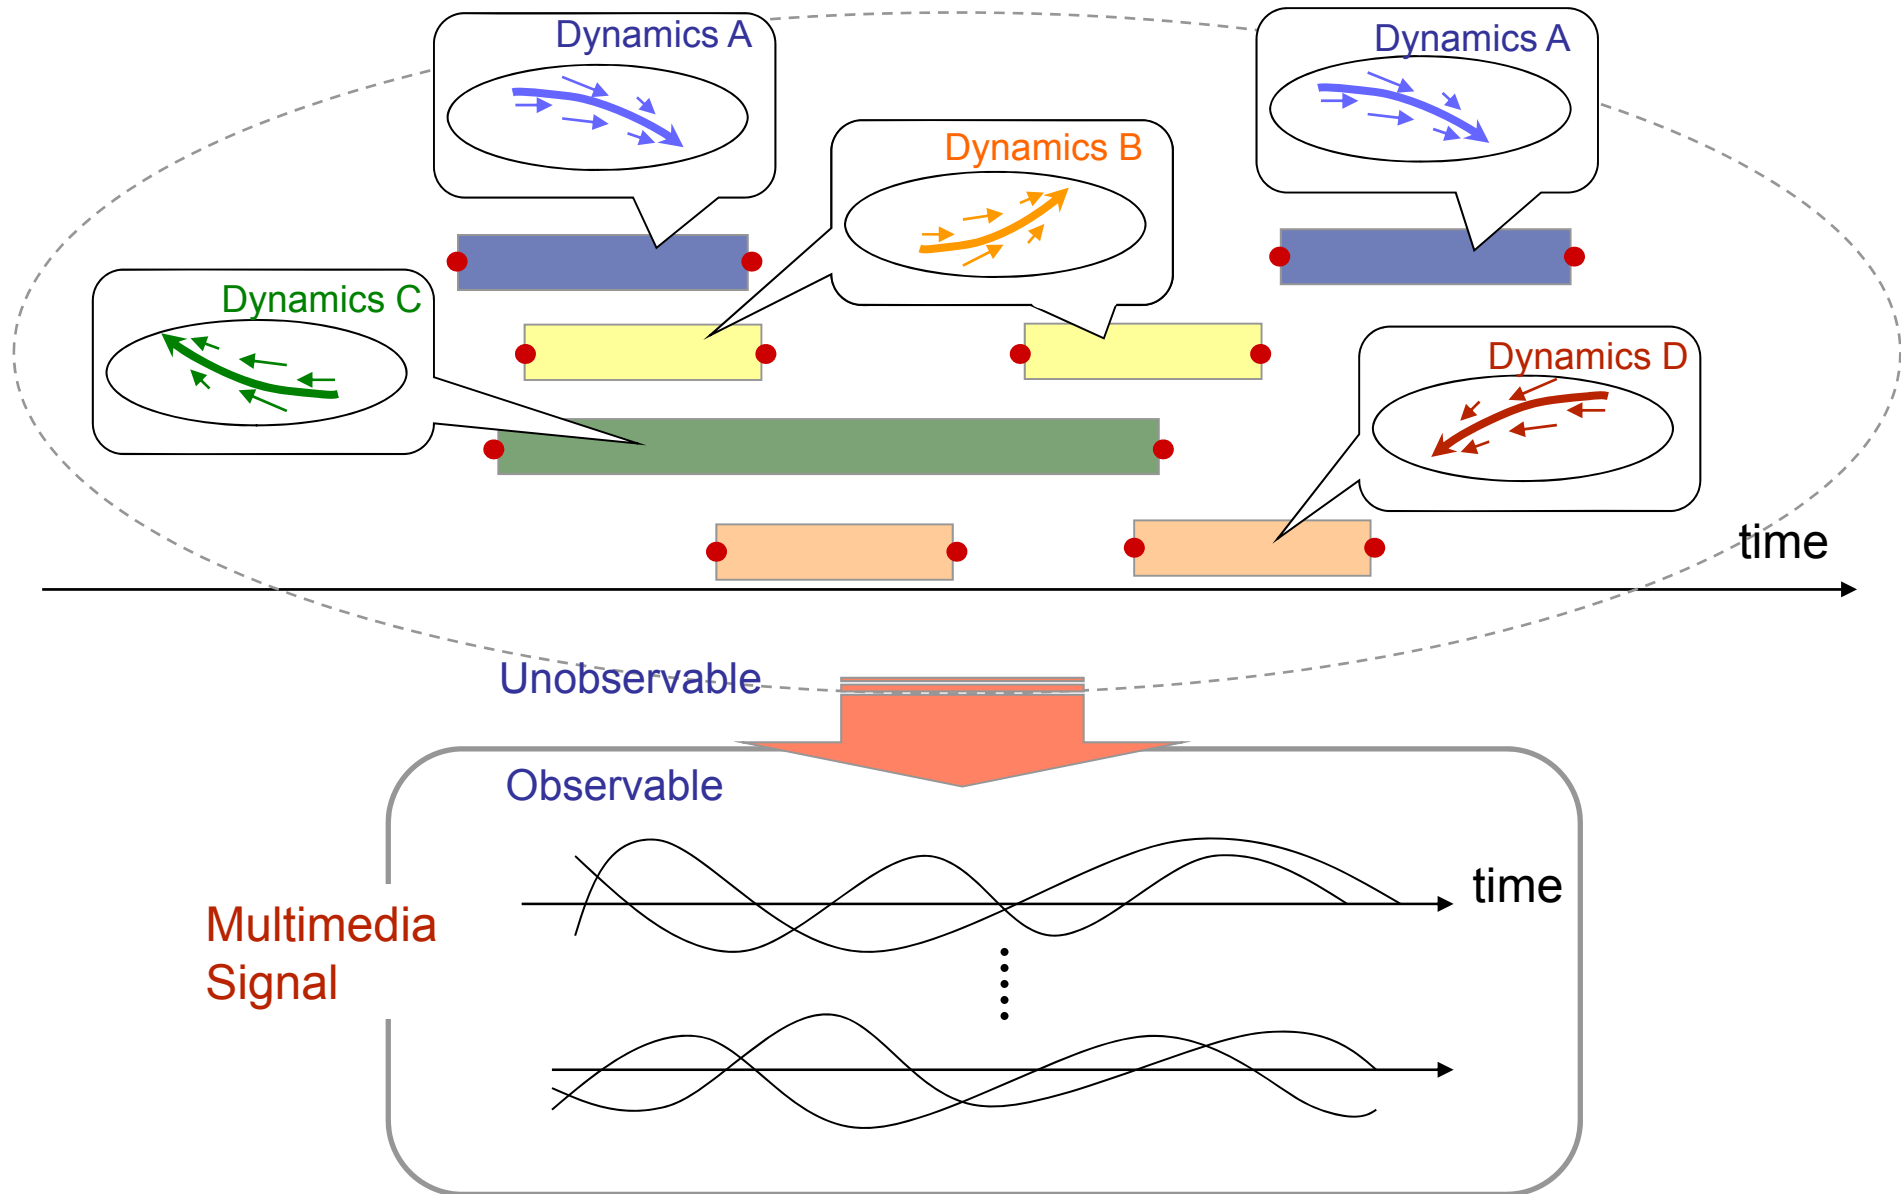 Dynamics A
Dynamics A
Dynamics B
Dynamics C
Dynamics D
time
Unobservable
Observable
time
Multimedia
Signal